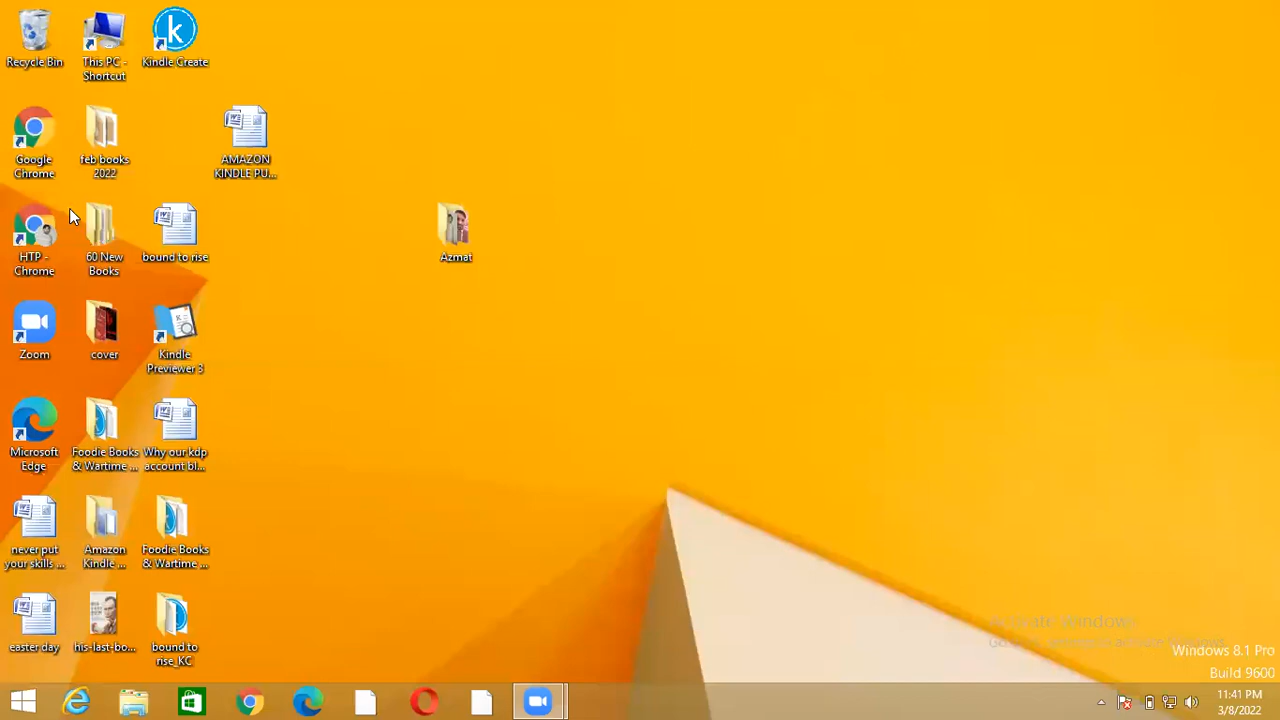 Recycle Bin
This PC -
Shortcut
Kindle Create
Google
Chrome
feb books
2022
AMAZON
KINDLE PU...
HTP -
Chrome
60 New
Books
bound to rise
Azmat
Zoom
cover
Kindle
Previewer 3
Microsoft
Edge
Foodie Books
& Wartime ...
Why our kdp
account bl...
never put
your skills ...
Amazon
Kindle ...
Foodie Books
& Wartime ...
easter day
his-last-bo...
bound to
rise_KC
Activate Windows
Windows 8.1 Pro
Build 9600
11:41 PM
3/8/2022